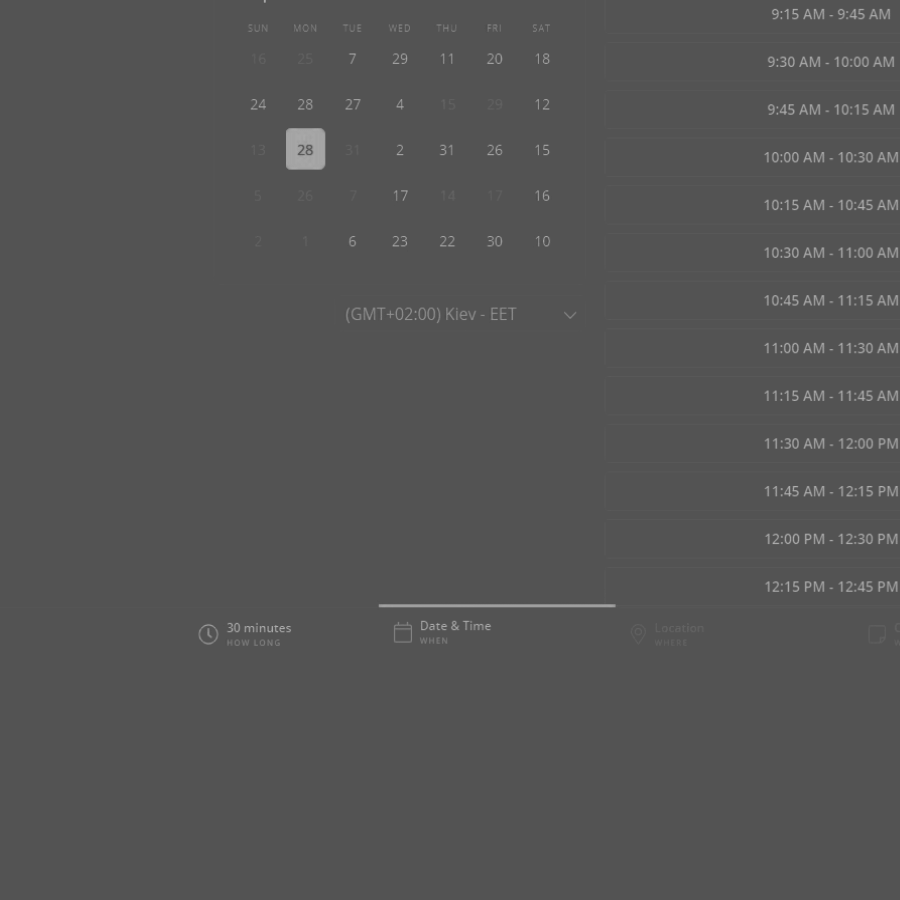 SUN MON TUE WED THU FRI SAT
16 25 7 29 11 20 18
24 28 27 4 15 29 12
13 28 31 2 31 26 15
5 26 7 17 14 17 16
2 1 6 23 22 30 10
(GMT+02:00) Kiev - EET
9:15 AM - 9:45 AM
9:30 AM - 10:00 AM
9:45 AM - 10:15 AM
10:00 AM - 10:30 AM
10:15 AM - 10:45 AM
10:30 AM - 11:00 AM
10:45 AM - 11:15 AM
11:00 AM - 11:30 AM
11:15 AM - 11:45 AM
11:30 AM - 12:00 PM
11:45 AM - 12:15 PM
12:00 PM - 12:30 PM
12:15 PM - 12:45 PM
30 minutes
HOW LONG
Date & Time
WHEN
Location
WHERE